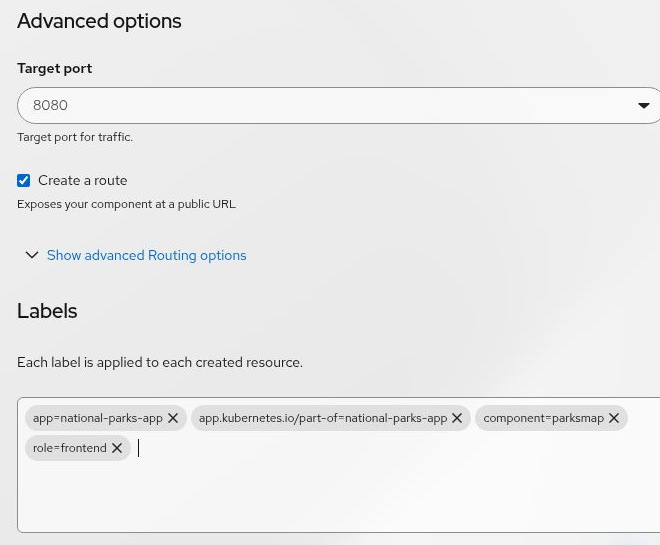 Advanced options
Target port
8080
Target port for traffic.
Create a route
Exposes your component at a public URL
Show advanced Routing options
Labels
Each label is applied to each created resource.
app=national-parks-app app.kubernetes.io/part-of=national-parks-app component=parksmap
role=frontend